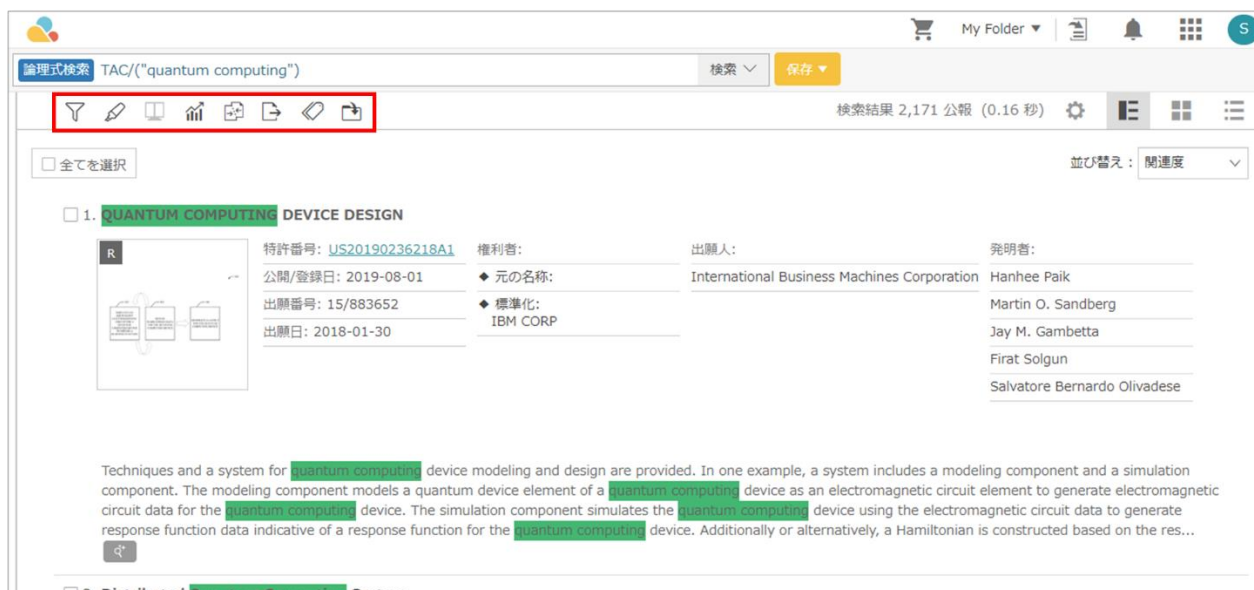 My Folder ▼
S
論理式検索 TAC/("quantum computing") 検索 保存 ▼
検索結果 2,171 公報 (0.16 秒)
全てを選択 並び替え： 関連度
1. QUANTUM COMPUTING DEVICE DESIGN
R
特許番号: US20190236218A1 権利者: 出願人: 発明者:
公開/登録日: 2019-08-01 ◆ 元の名称: International Business Machines Corporation Hanhee Paik
出願番号: 15/883652 ◆ 標準化: Martin O. Sandberg
IBM CORP
出願日: 2018-01-30 Jay M. Gambetta
Firat Solgun
Salvatore Bernardo Olivadese
Techniques and a system for quantum computing device modeling and design are provided. In one example, a system includes a modeling component and a simulation
component. The modeling component models a quantum device element of a quantum computing device as an electromagnetic circuit element to generate electromagnetic
circuit data for the quantum computing device. The simulation component simulates the quantum computing device using the electromagnetic circuit data to generate
response function data indicative of a response function for the quantum computing device. Additionally or alternatively, a Hamiltonian is constructed based on the res...